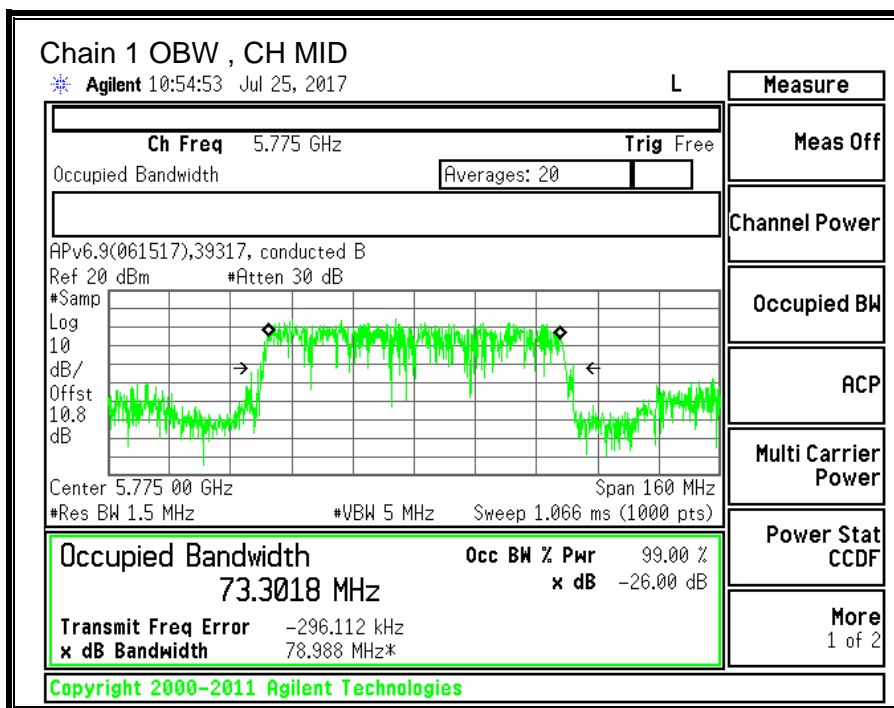 Chain 1 OBW , CH MID
Agilent 10:54:53 Jul 25, 2017 L
Measure
Ch Freq 5.775 GHz Trig Free
Meas Off
Occupied Bandwidth Averages: 20
Channel Power
APv6.9(061517),39317, conducted B
Ref 20 dBm #Atten 30 dB
#Samp
Log
10
dB/
Offst
10.8
dB
Occupied BW
ACP
Multi Carrier
Power
Center 5.775 00 GHz Span 160 MHz
#Res BW 1.5 MHz #VBW 5 MHz Sweep 1.066 ms (1000 pts)
Power Stat
CCDF
Occupied Bandwidth Occ BW % Pwr 99.00 %
73.3018 MHz x dB -26.00 dB
Transmit Freq Error -296.112 kHz
x dB Bandwidth 78.988 MHz*
More
1 of 2
Copyright 2000-2011 Agilent Technologies